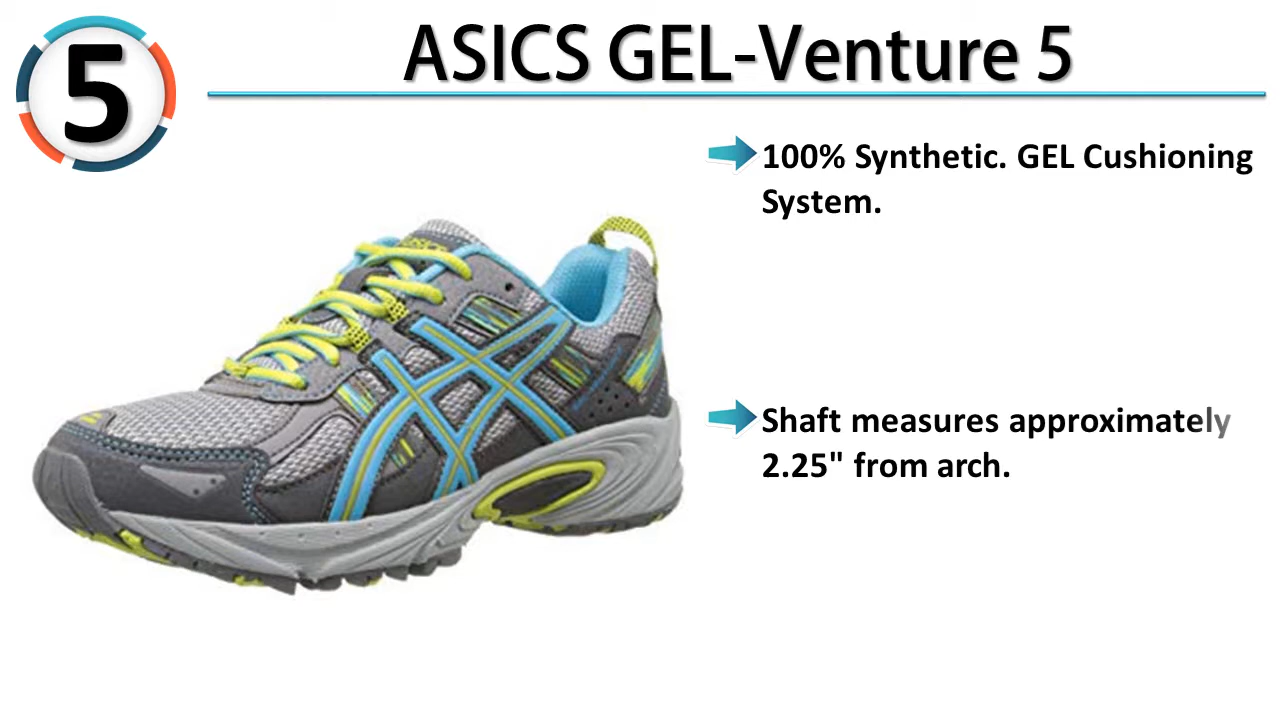 5
ASICS GEL-Venture 5
100% Synthetic. GEL Cushioning
System.
Shaft measures approximately
2.25" from arch.